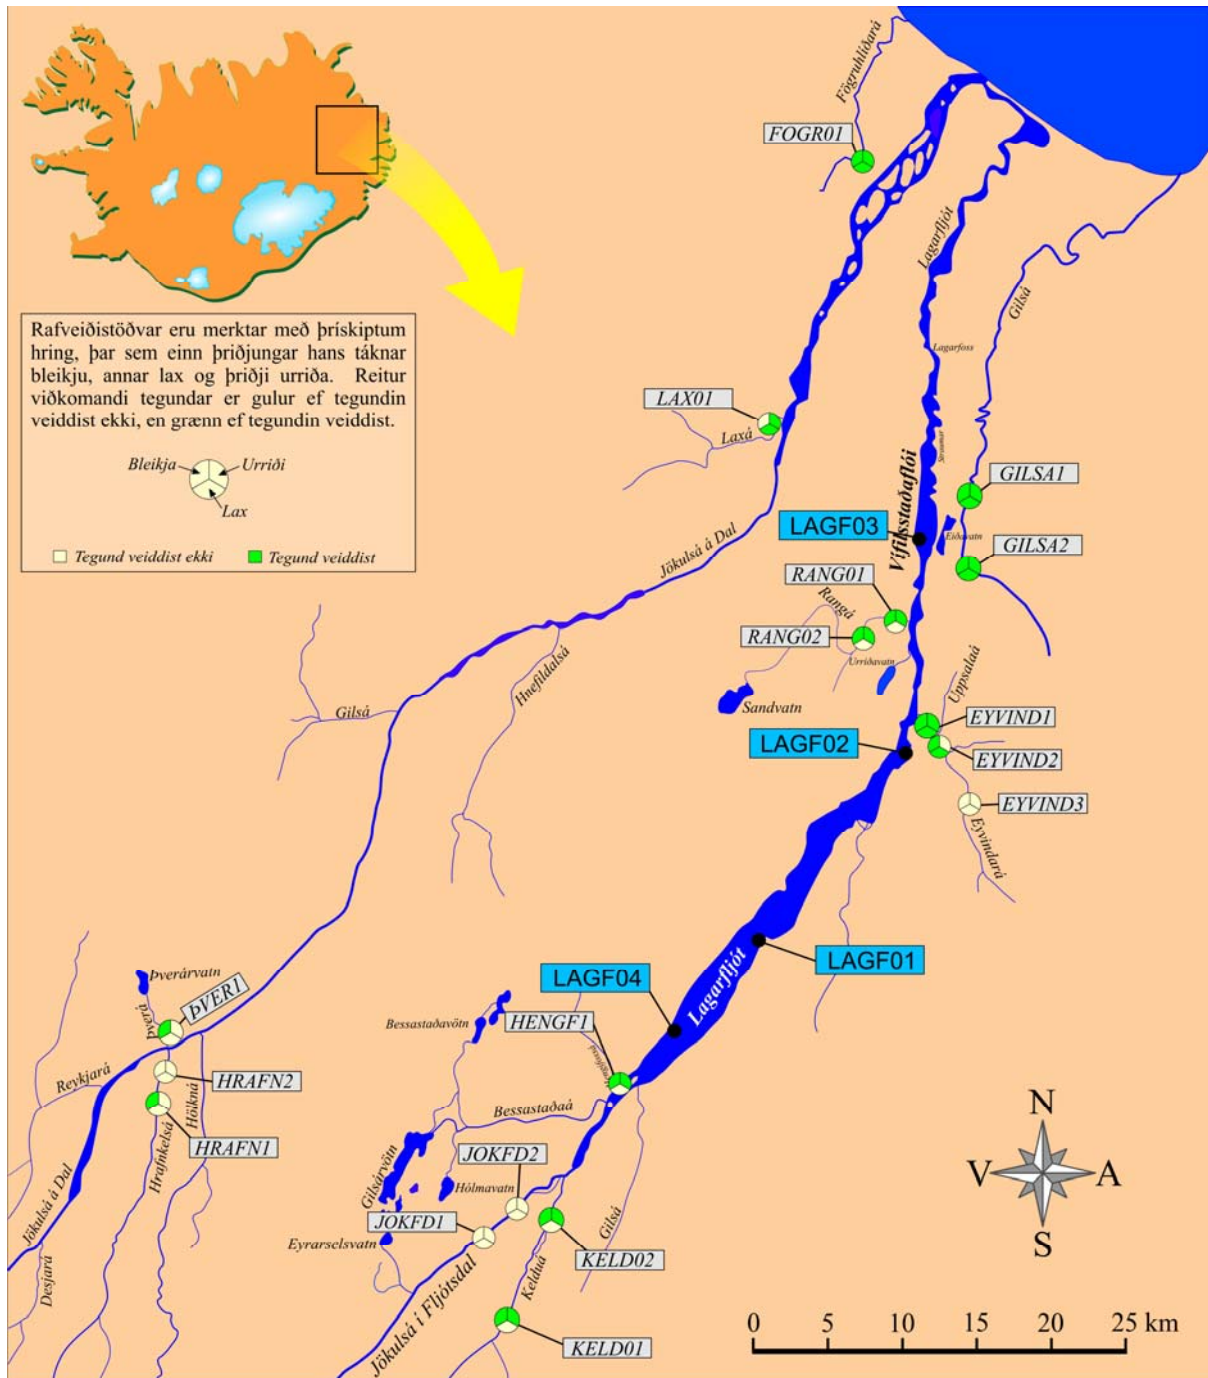 Fögruhlíðará
FOGR01
Lagarfljót
Gilsá
Rafveiðistöðvar eru merktar með þrískiptum
hring, þar sem einn þriðjungar hans táknar
bleikju, annar lax og þriðji urriða. Reitur
viðkomandi tegundar er gulur ef tegundin
veiddist ekki, en grænn ef tegundin veiddist.
Bleikja
Urriði
Lax
Tegund veiddist ekki
Tegund veiddist
Lagarfoss
LAX01
Laxá
Straumur
Vífilsstaðaflói
GILSA1
LAGF03
Eiðavatn
GILSA2
Jökulsá á Dal
RANG01
Rangá
RANG02
Urriðavatn
Uppsalaá
Hnefildalsá
Sandvatn
Gilsá
EYVIND1
LAGF02
EYVIND2
EYVIND3
Eyvindará
LAGF01
Þverárvatn
ÞVER1
Þverá
LAGF04
Lagarfljót
Bessastaðavötn
HENGF1
Reykjará
HRAFN2
Hölkná
HRAFN1
Hrafnkelsá
Bessastaðaá
N
V
A
S
JOKFD2
Gilsárvötn
Hólmavatn
JOKFD1
Eyrarselsvatn
Gilsá
KELD02
Kelduá
Jökulsá á Dal
Desjará
Jökulsá í Fljótsdal
KELD01
0 5 10 15 20 25 km